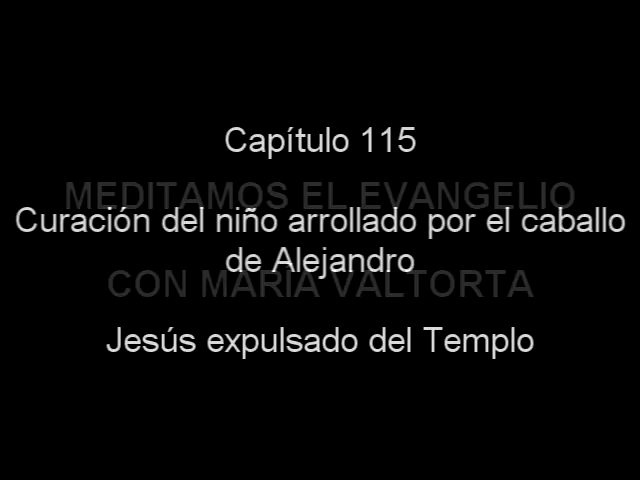 Capítulo 115
MEDITAMOS EL EVANGELIO
Curación del niño arrollado por el caballo
de Alejandro
CON MARÍA VALTORTA
Jesús expulsado del Templo